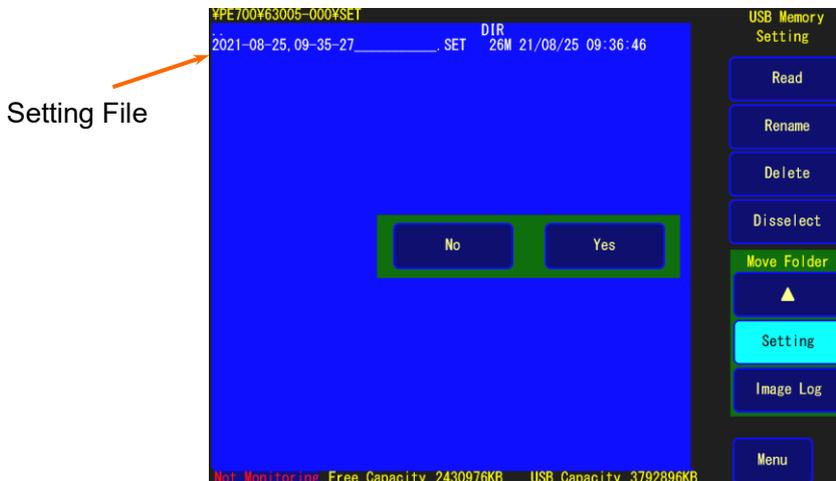 ¥PE700¥63005-000¥SET
.. DIR
2021-08-25,09-35-27____________.SET 26M 21/08/25 09:36:46
Setting File
No
Yes
USB Memory
Setting
Read
Rename
Delete
Disselect
Move Folder
▲
Setting
Image Log
Menu
Not Monitoring Free Capacity 2430976KB USB Capacity 3792896KB